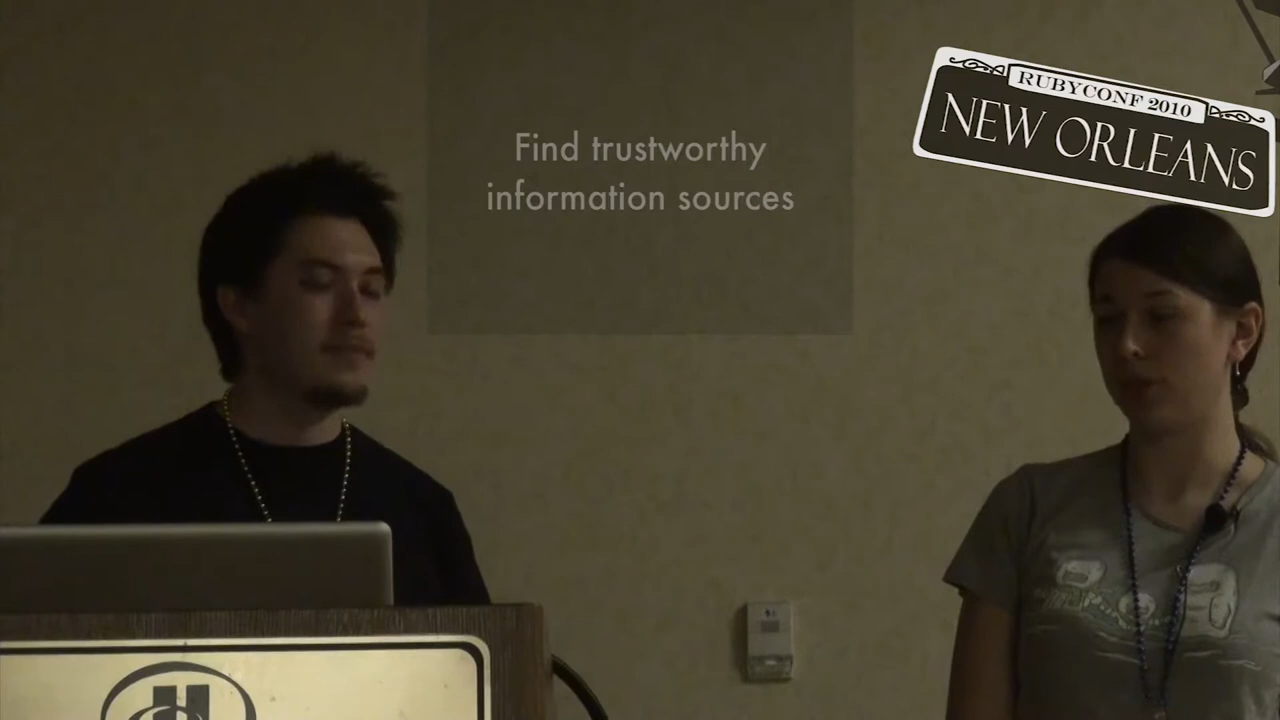 Find trustworthy
information sources
RUBYCONF 2010
NEW ORLEANS